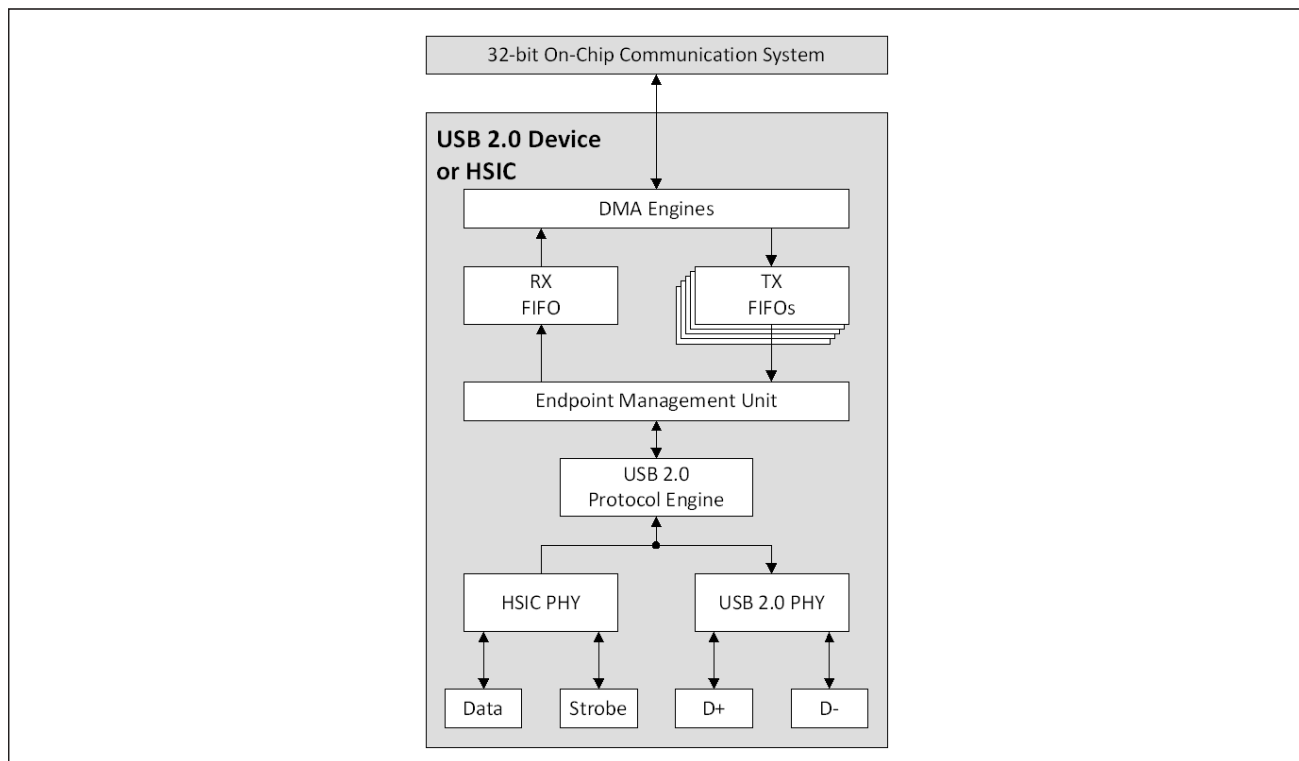 32-bit On-Chip Communication System
USB 2.0 Device
or HSIC
DMA Engines
RX
FIFO
TX
FIFOs
Endpoint Management Unit
USB 2.0
Protocol Engine
HSIC PHY
USB 2.0 PHY
Data
Strobe
D+
D-